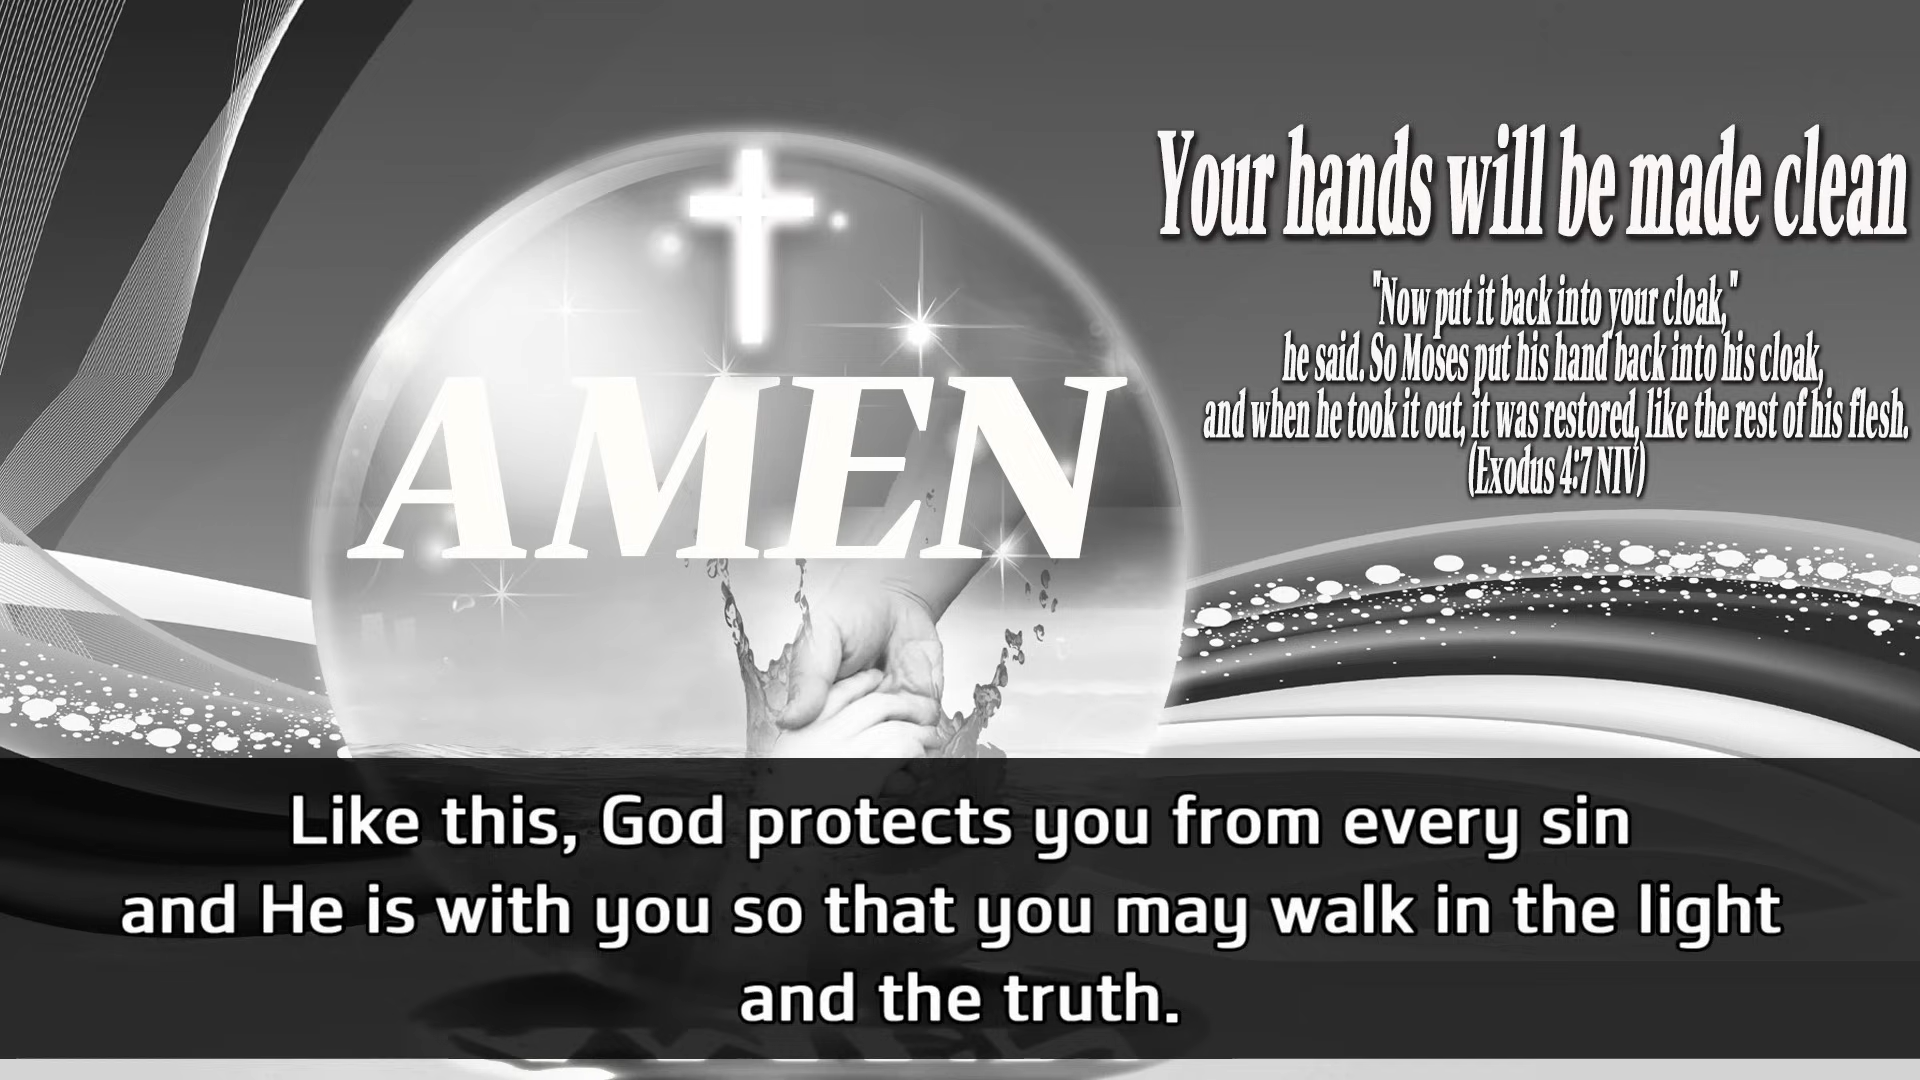 Your hands will be made clean
"Now put it back into your cloak,"
he said. So Moses put his hand back into his cloak,
and when he took it out, it was restored, like the rest of his flesh.
(Exodus 4:7 NIV)
AMEN
Like this, God protects you from every sin
and He is with you so that you may walk in the light
and the truth.